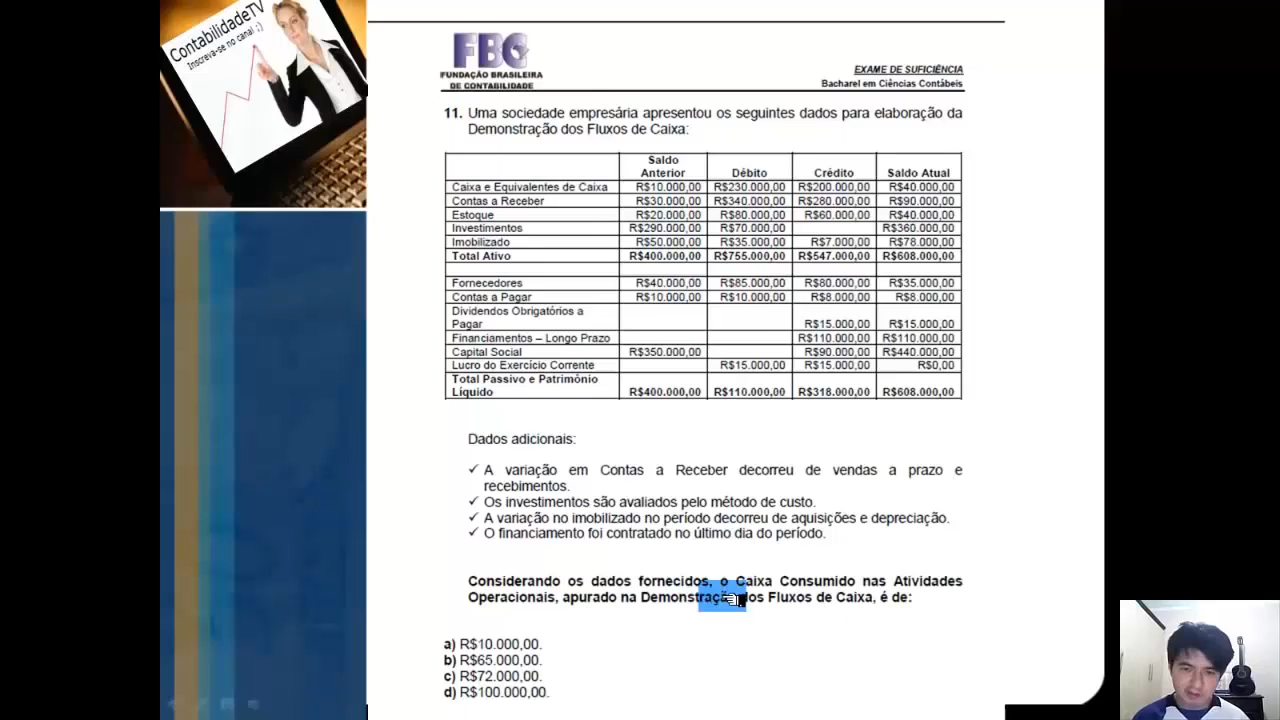 ContabilidadeTV
Inscreva-se no canal ;)
FBC
FUNDAÇÃO BRASILEIRA
DE CONTABILIDADE
EXAME DE SUFICIÊNCIA
Bacharel em Ciências Contábeis
11. Uma sociedade empresária apresentou os seguintes dados para elaboração da
Demonstração dos Fluxos de Caixa:
Saldo Anterior Débito Crédito Saldo Atual
Caixa e Equivalentes de Caixa R$10.000,00 R$230.000,00 R$200.000,00 R$40.000,00
Contas a Receber R$30.000,00 R$340.000,00 R$280.000,00 R$90.000,00
Estoque R$20.000,00 R$80.000,00 R$60.000,00 R$40.000,00
Investimentos R$290.000,00 R$70.000,00 R$360.000,00
Imobilizado R$50.000,00 R$35.000,00 R$7.000,00 R$78.000,00
Total Ativo R$400.000,00 R$755.000,00 R$547.000,00 R$608.000,00
Fornecedores R$40.000,00 R$85.000,00 R$80.000,00 R$35.000,00
Contas a Pagar R$10.000,00 R$10.000,00 R$8.000,00 R$8.000,00
Dividendos Obrigatórios a
Pagar R$15.000,00 R$15.000,00
Financiamentos – Longo Prazo R$110.000,00 R$110.000,00
Capital Social R$350.000,00 R$90.000,00 R$440.000,00
Lucro do Exercício Corrente R$15.000,00 R$15.000,00 R$0,00
Total Passivo e Patrimônio
Líquido R$400.000,00 R$110.000,00 R$318.000,00 R$608.000,00
Dados adicionais:
✓ A variação em Contas a Receber decorreu de vendas a prazo e
recebimentos.
✓ Os investimentos são avaliados pelo método de custo.
✓ A variação no imobilizado no período decorreu de aquisições e depreciação.
✓ O financiamento foi contratado no último dia do período.
Considerando os dados fornecidos, o Caixa Consumido nas Atividades
Operacionais, apurado na Demonstração dos Fluxos de Caixa, é de:
a) R$10.000,00.
b) R$65.000,00.
c) R$72.000,00.
d) R$100.000,00.